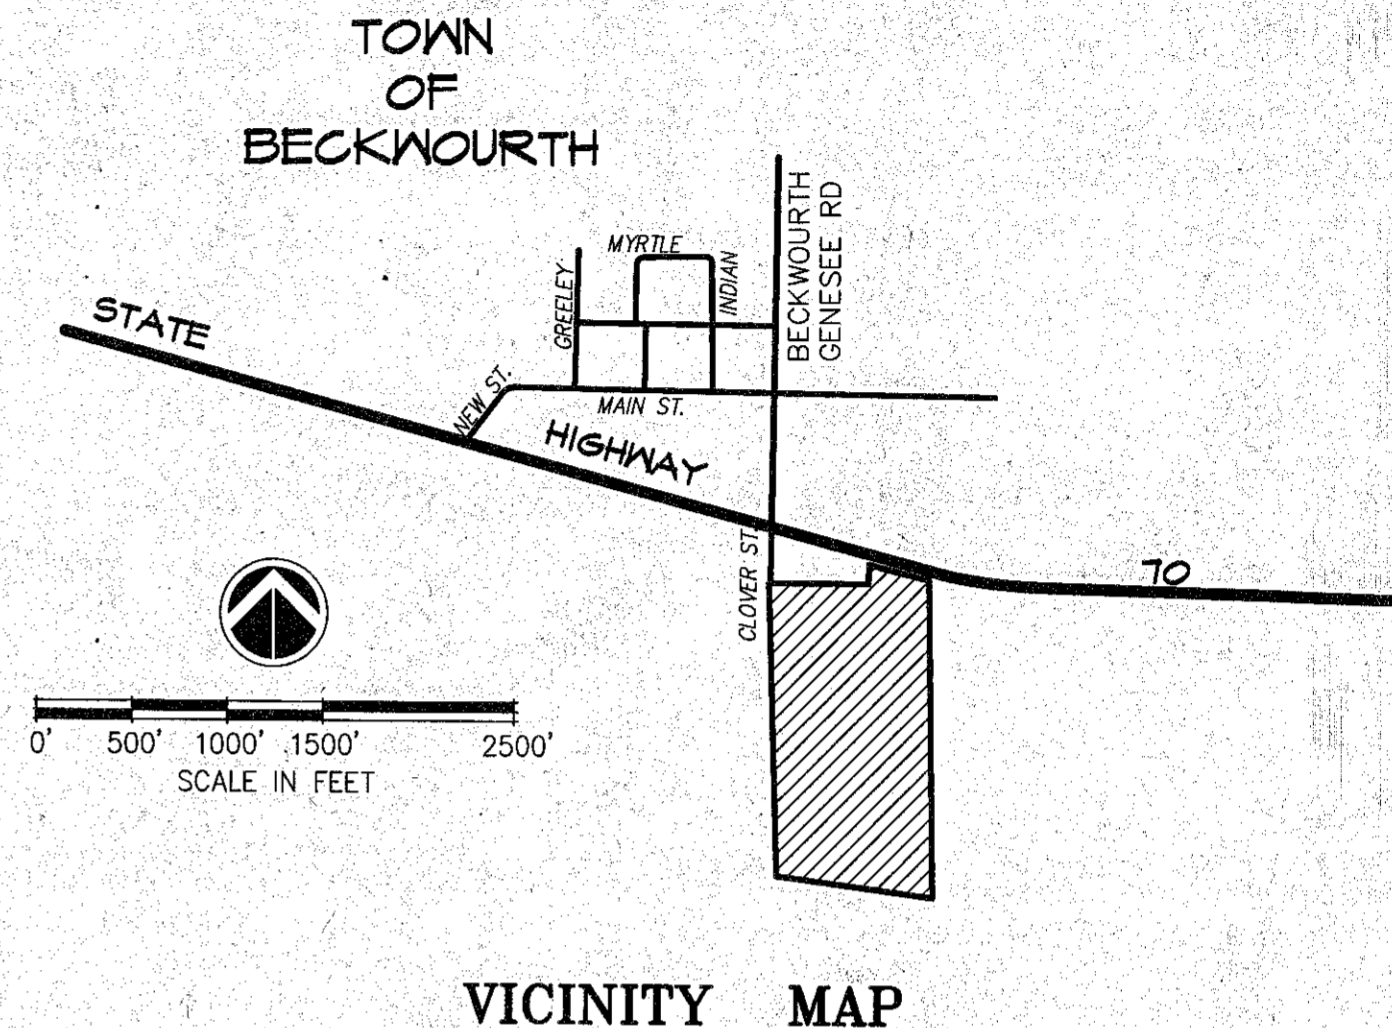 TOWN
OF
BECKWOURTH
BECKWOURTH
GENESEE RD
MYRTLE
INDIAN
GREELEY
STATE
NEW ST.
MAIN ST.
HIGHWAY
CLOVER ST.
70
0' 500' 1000' 1500' 2500'
SCALE IN FEET
VICINITY MAP